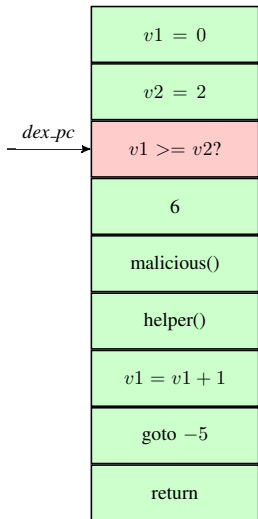 v1 = 0
v2 = 2
dex_pc
v1 >= v2?
6
malicious()
helper()
v1 = v1 + 1
goto −5
return